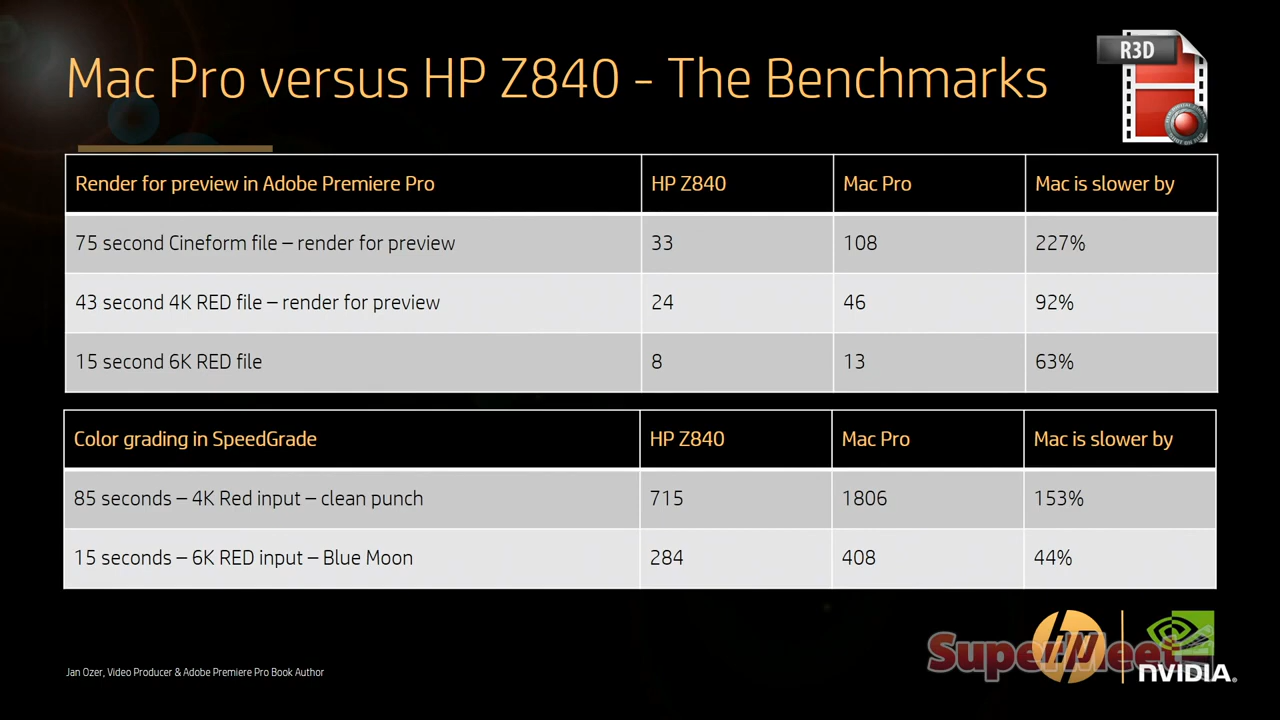 Mac Pro versus HP Z840 - The Benchmarks
R3D
Render for preview in Adobe Premiere Pro HP Z840 Mac Pro Mac is slower by
75 second Cineform file – render for preview 33 108 227%
43 second 4K RED file – render for preview 24 46 92%
15 second 6K RED file 8 13 63%
Color grading in SpeedGrade HP Z840 Mac Pro Mac is slower by
85 seconds – 4K Red input – clean punch 715 1806 153%
15 seconds – 6K RED input – Blue Moon 284 408 44%
SuperMeet
hp
NVIDIA.
Jan Ozer, Video Producer & Adobe Premiere Pro Book Author